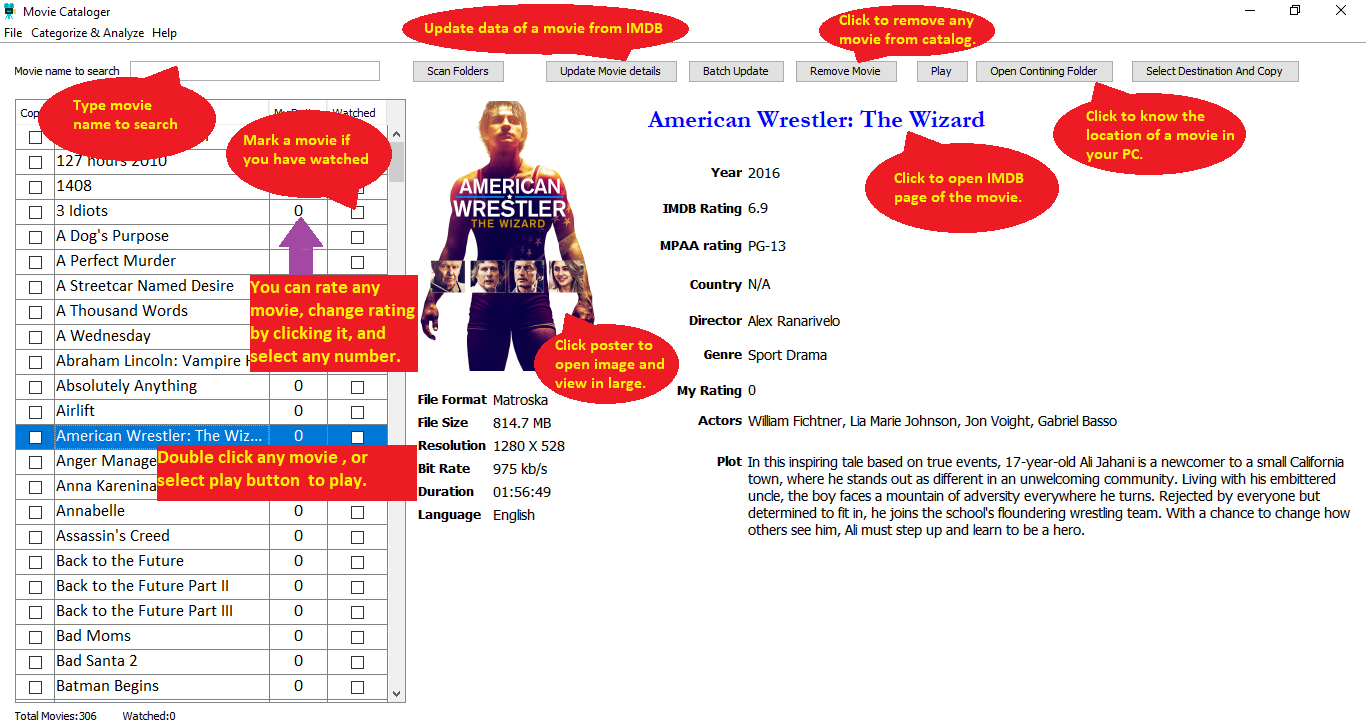 Movie Cataloger
File Categorize & Analyze Help
Update data of a movie from IMDB
Click to remove any
movie from catalog.
Movie name to search
Scan Folders
Update Movie details
Batch Update
Remove Movie
Play
Open Contining Folder
Select Destination And Copy
Type movie
name to search
Mark a movie if
you have watched
Click to know the
location of a movie in
your PC.
Click to open IMDB
page of the movie.
Watched
127 hours 2010
1408
3 Idiots 0
A Dog's Purpose
A Perfect Murder
A Streetcar Named Desire
A Thousand Words
A Wednesday
Abraham Lincoln: Vampire
Absolutely Anything 0
Airlift 0
American Wrestler: The Wiz... 0
Anger Manage
Anna Karenina
Annabelle 0
Assassin's Creed 0
Back to the Future 0
Back to the Future Part II 0
Back to the Future Part III 0
Bad Moms 0
Bad Santa 2 0
Batman Begins 0
You can rate any
movie, change rating
by clicking it, and
select any number.
Double click any movie , or
select play button to play.
Total Movies:306 Watched:0
AMERICAN
WRESTLER
THE WIZARD
Click poster to
open image and
view in large.
File Format Matroska
File Size 814.7 MB
Resolution 1280 X 528
Bit Rate 975 kb/s
Duration 01:56:49
Language English
American Wrestler: The Wizard
Year 2016
IMDB Rating 6.9
MPAA rating PG-13
Country N/A
Director Alex Ranarivelo
Genre Sport Drama
My Rating 0
Actors William Fichtner, Lia Marie Johnson, Jon Voight, Gabriel Basso
Plot In this inspiring tale based on true events, 17-year-old Ali Jahani is a newcomer to a small California
town, where he stands out as different in an unwelcoming community. Living with his embittered
uncle, the boy faces a mountain of adversity everywhere he turns. Rejected by everyone but
determined to fit in, he joins the school's floundering wrestling team. With a chance to change how
others see him, Ali must step up and learn to be a hero.